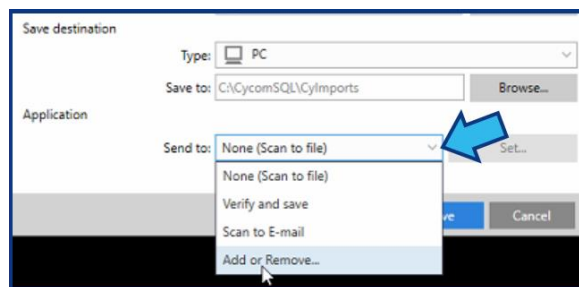 Save destination
Type: PC
Save to: C:\CycomSQL\CyImports Browse...
Application
Send to: None (Scan to file) Set...
None (Scan to file)
Verify and save
Scan to E-mail
Add or Remove...
Cancel